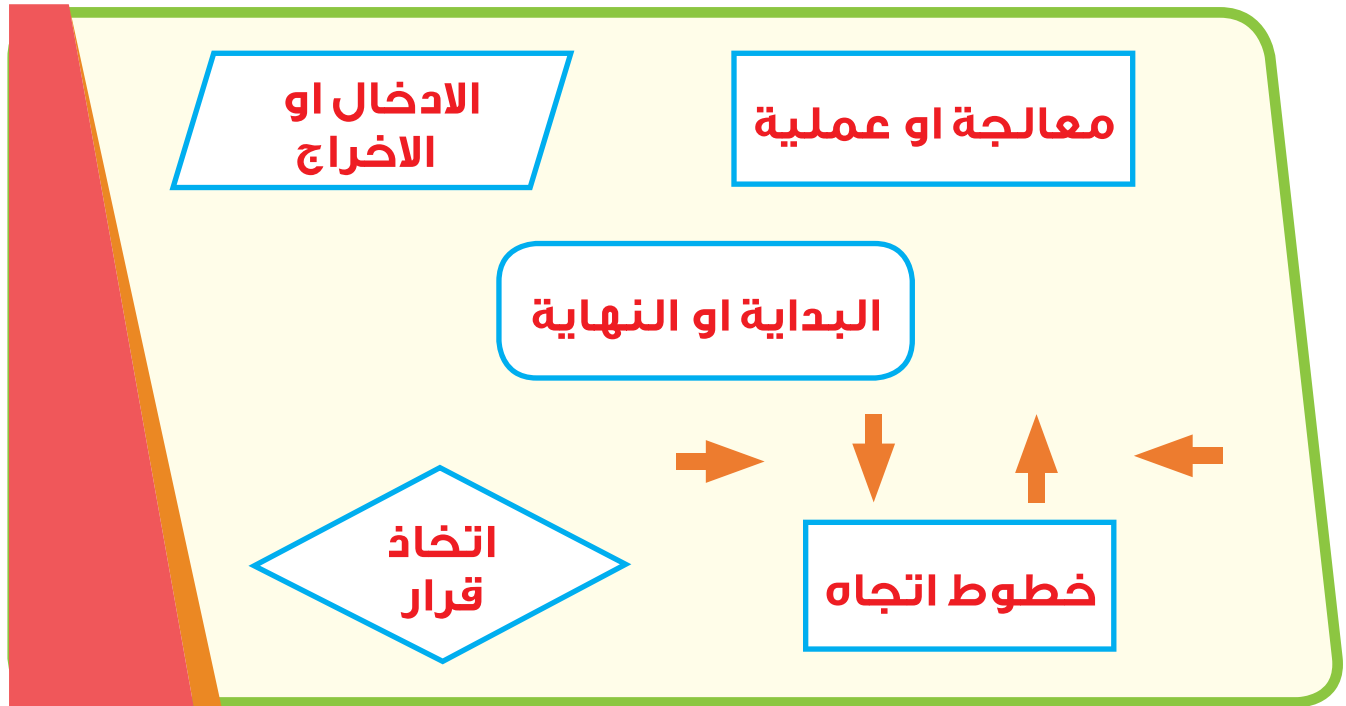 معالجة او عملية
الادخال او
الاخراج
البداية او النهاية
خطوط اتجاه
اتخاذ
قرار